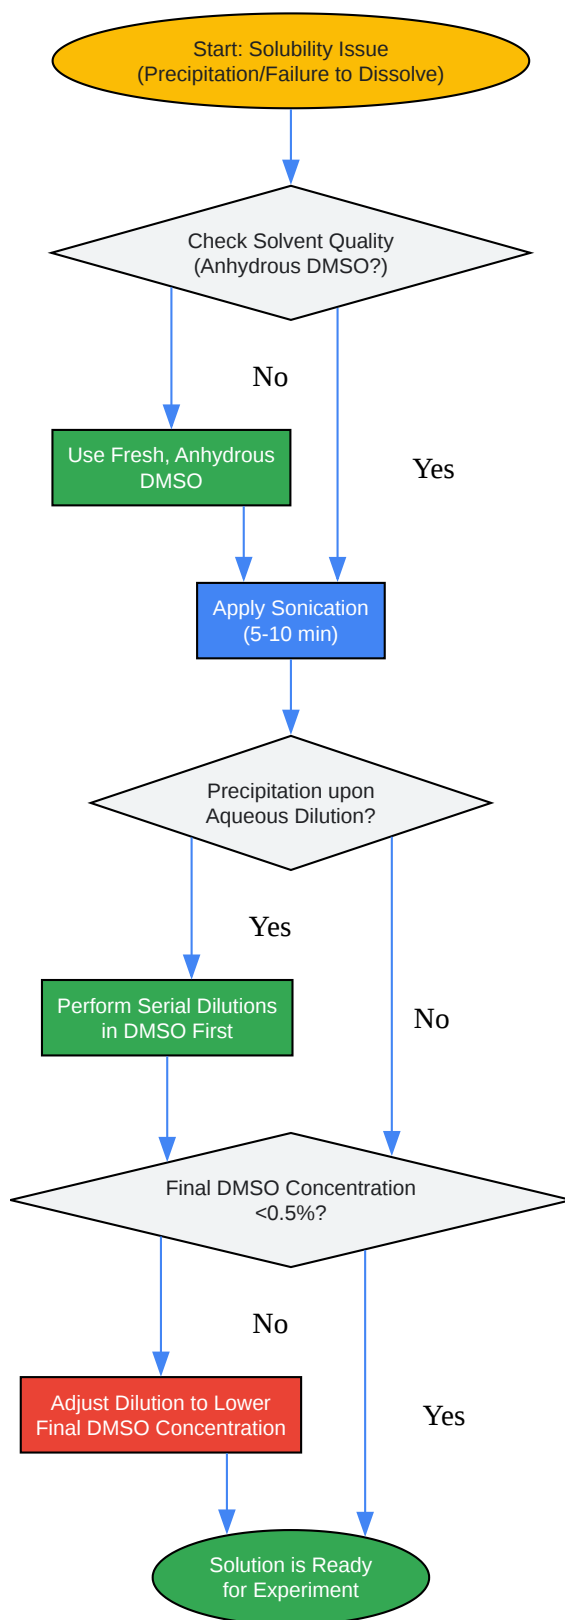 Start: Solubility Issue
(Precipitation/Failure to Dissolve)
Check Solvent Quality
(Anhydrous DMSO?)
No
Use Fresh, Anhydrous
DMSO
Yes
Apply Sonication
(5-10 min)
Precipitation upon
Aqueous Dilution?
Yes
Perform Serial Dilutions
in DMSO First
No
Final DMSO Concentration
<0.5%?
No
Adjust Dilution to Lower
Final DMSO Concentration
Yes
Solution is Ready
for Experiment